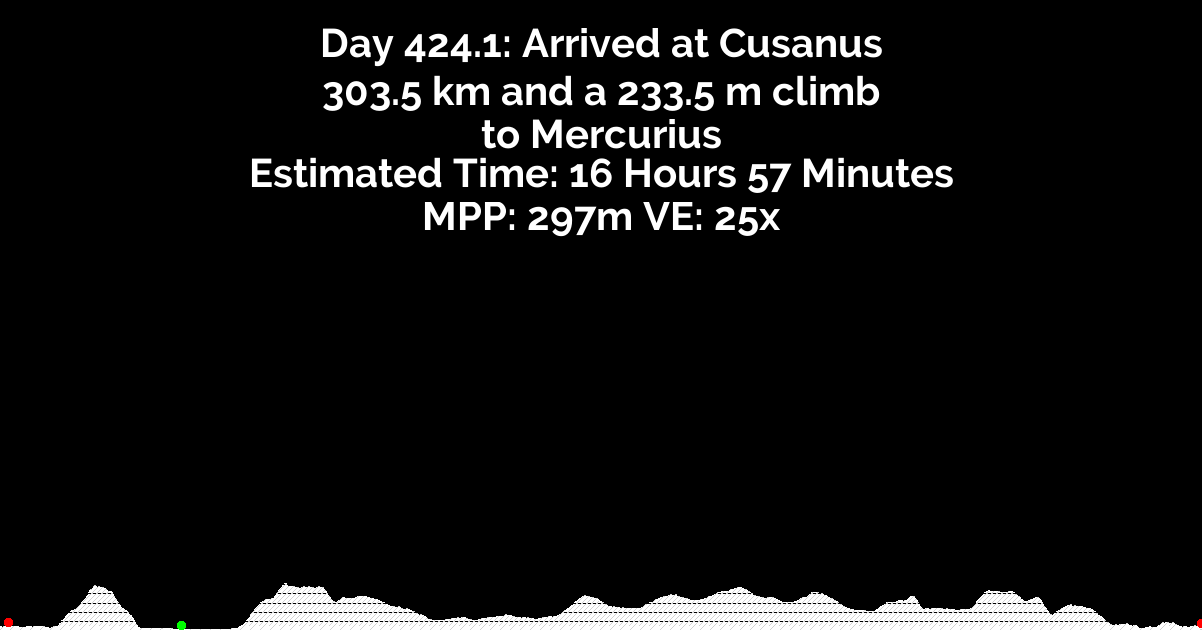 Day 424.1: Arrived at Cusanus
303.5 km and a 233.5 m climb
to Mercurius
Estimated Time: 16 Hours 57 Minutes
MPP: 297m VE: 25x